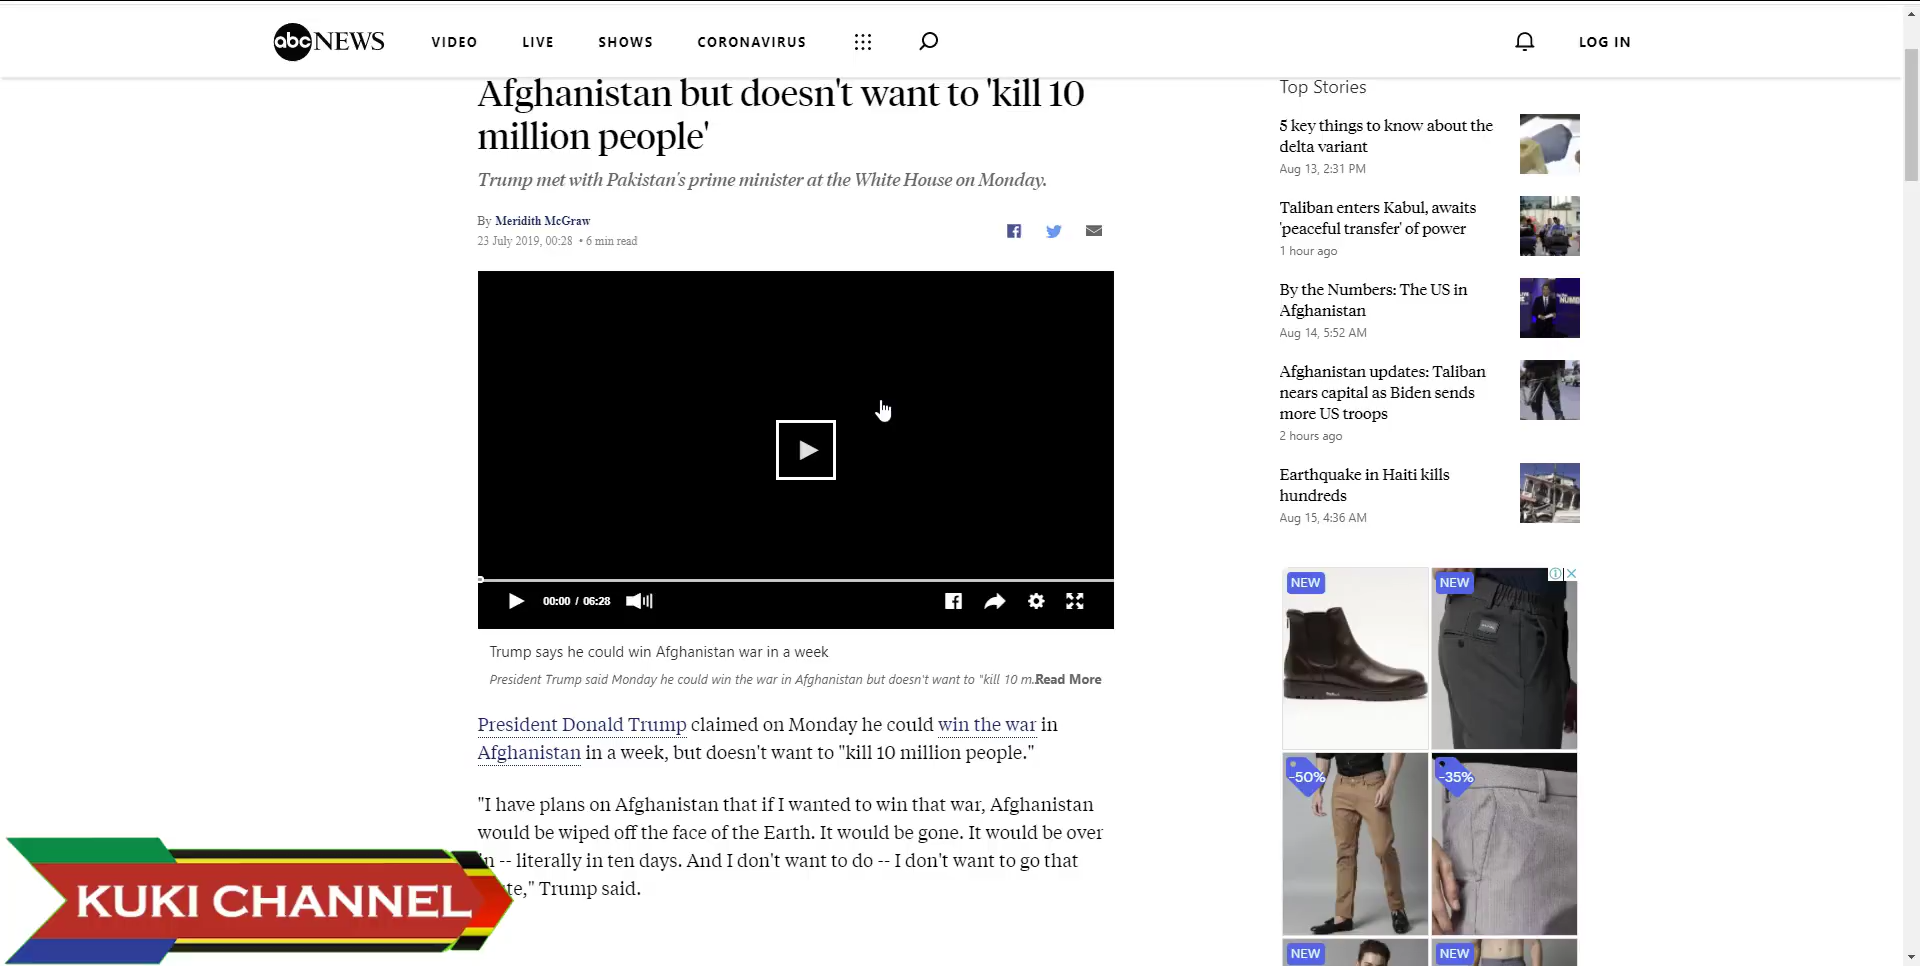 abc NEWS VIDEO LIVE SHOWS CORONAVIRUS LOG IN
Afghanistan but doesn't want to 'kill 10
million people'
Trump met with Pakistan's prime minister at the White House on Monday.
By Meridith McGraw
23 July 2019, 00:28 • 6 min read
00:00 / 06:28
Trump says he could win Afghanistan war in a week
President Trump said Monday he could win the war in Afghanistan but doesn't want to "kill 10 m..Read More
President Donald Trump claimed on Monday he could win the war in
Afghanistan in a week, but doesn't want to "kill 10 million people."
"I have plans on Afghanistan that if I wanted to win that war, Afghanistan
would be wiped off the face of the Earth. It would be gone. It would be over
-- literally in ten days. And I don't want to do -- I don't want to go that
Trump said.
KUKI CHANNEL
Top Stories
5 key things to know about the
delta variant
Aug 13, 2:31 PM
Taliban enters Kabul, awaits
'peaceful transfer' of power
1 hour ago
By the Numbers: The US in
Afghanistan
Aug 14, 5:52 AM
Afghanistan updates: Taliban
nears capital as Biden sends
more US troops
2 hours ago
Earthquake in Haiti kills
hundreds
Aug 15, 4:36 AM
NEW NEW
-50% -35%
NEW NEW